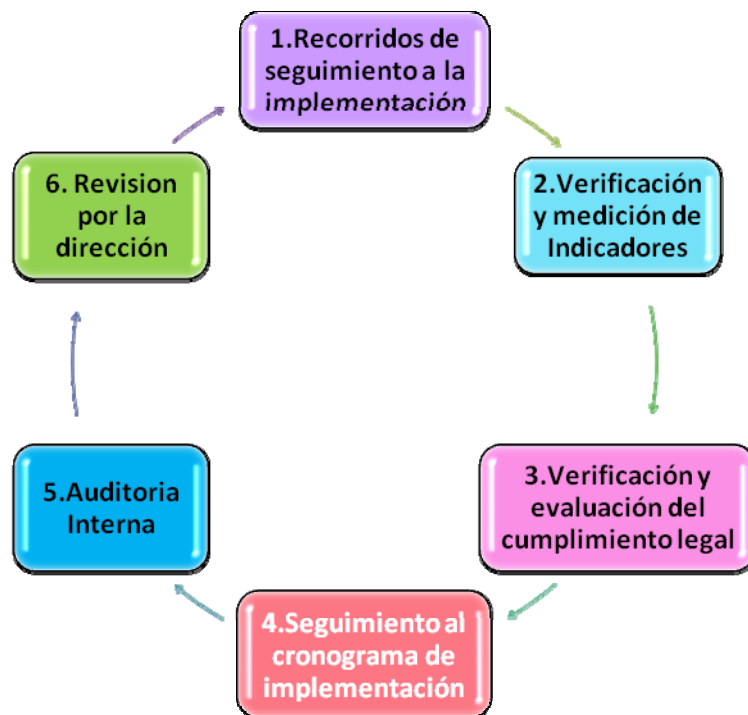 1.Recorridos de
seguimiento a la
implementación
2.Verificación
y medición de
Indicadores
3.Verificación y
evaluación del
cumplimiento legal
4.Seguimiento al
cronograma de
implementación
5.Auditoria
Interna
6. Revision
por la
dirección